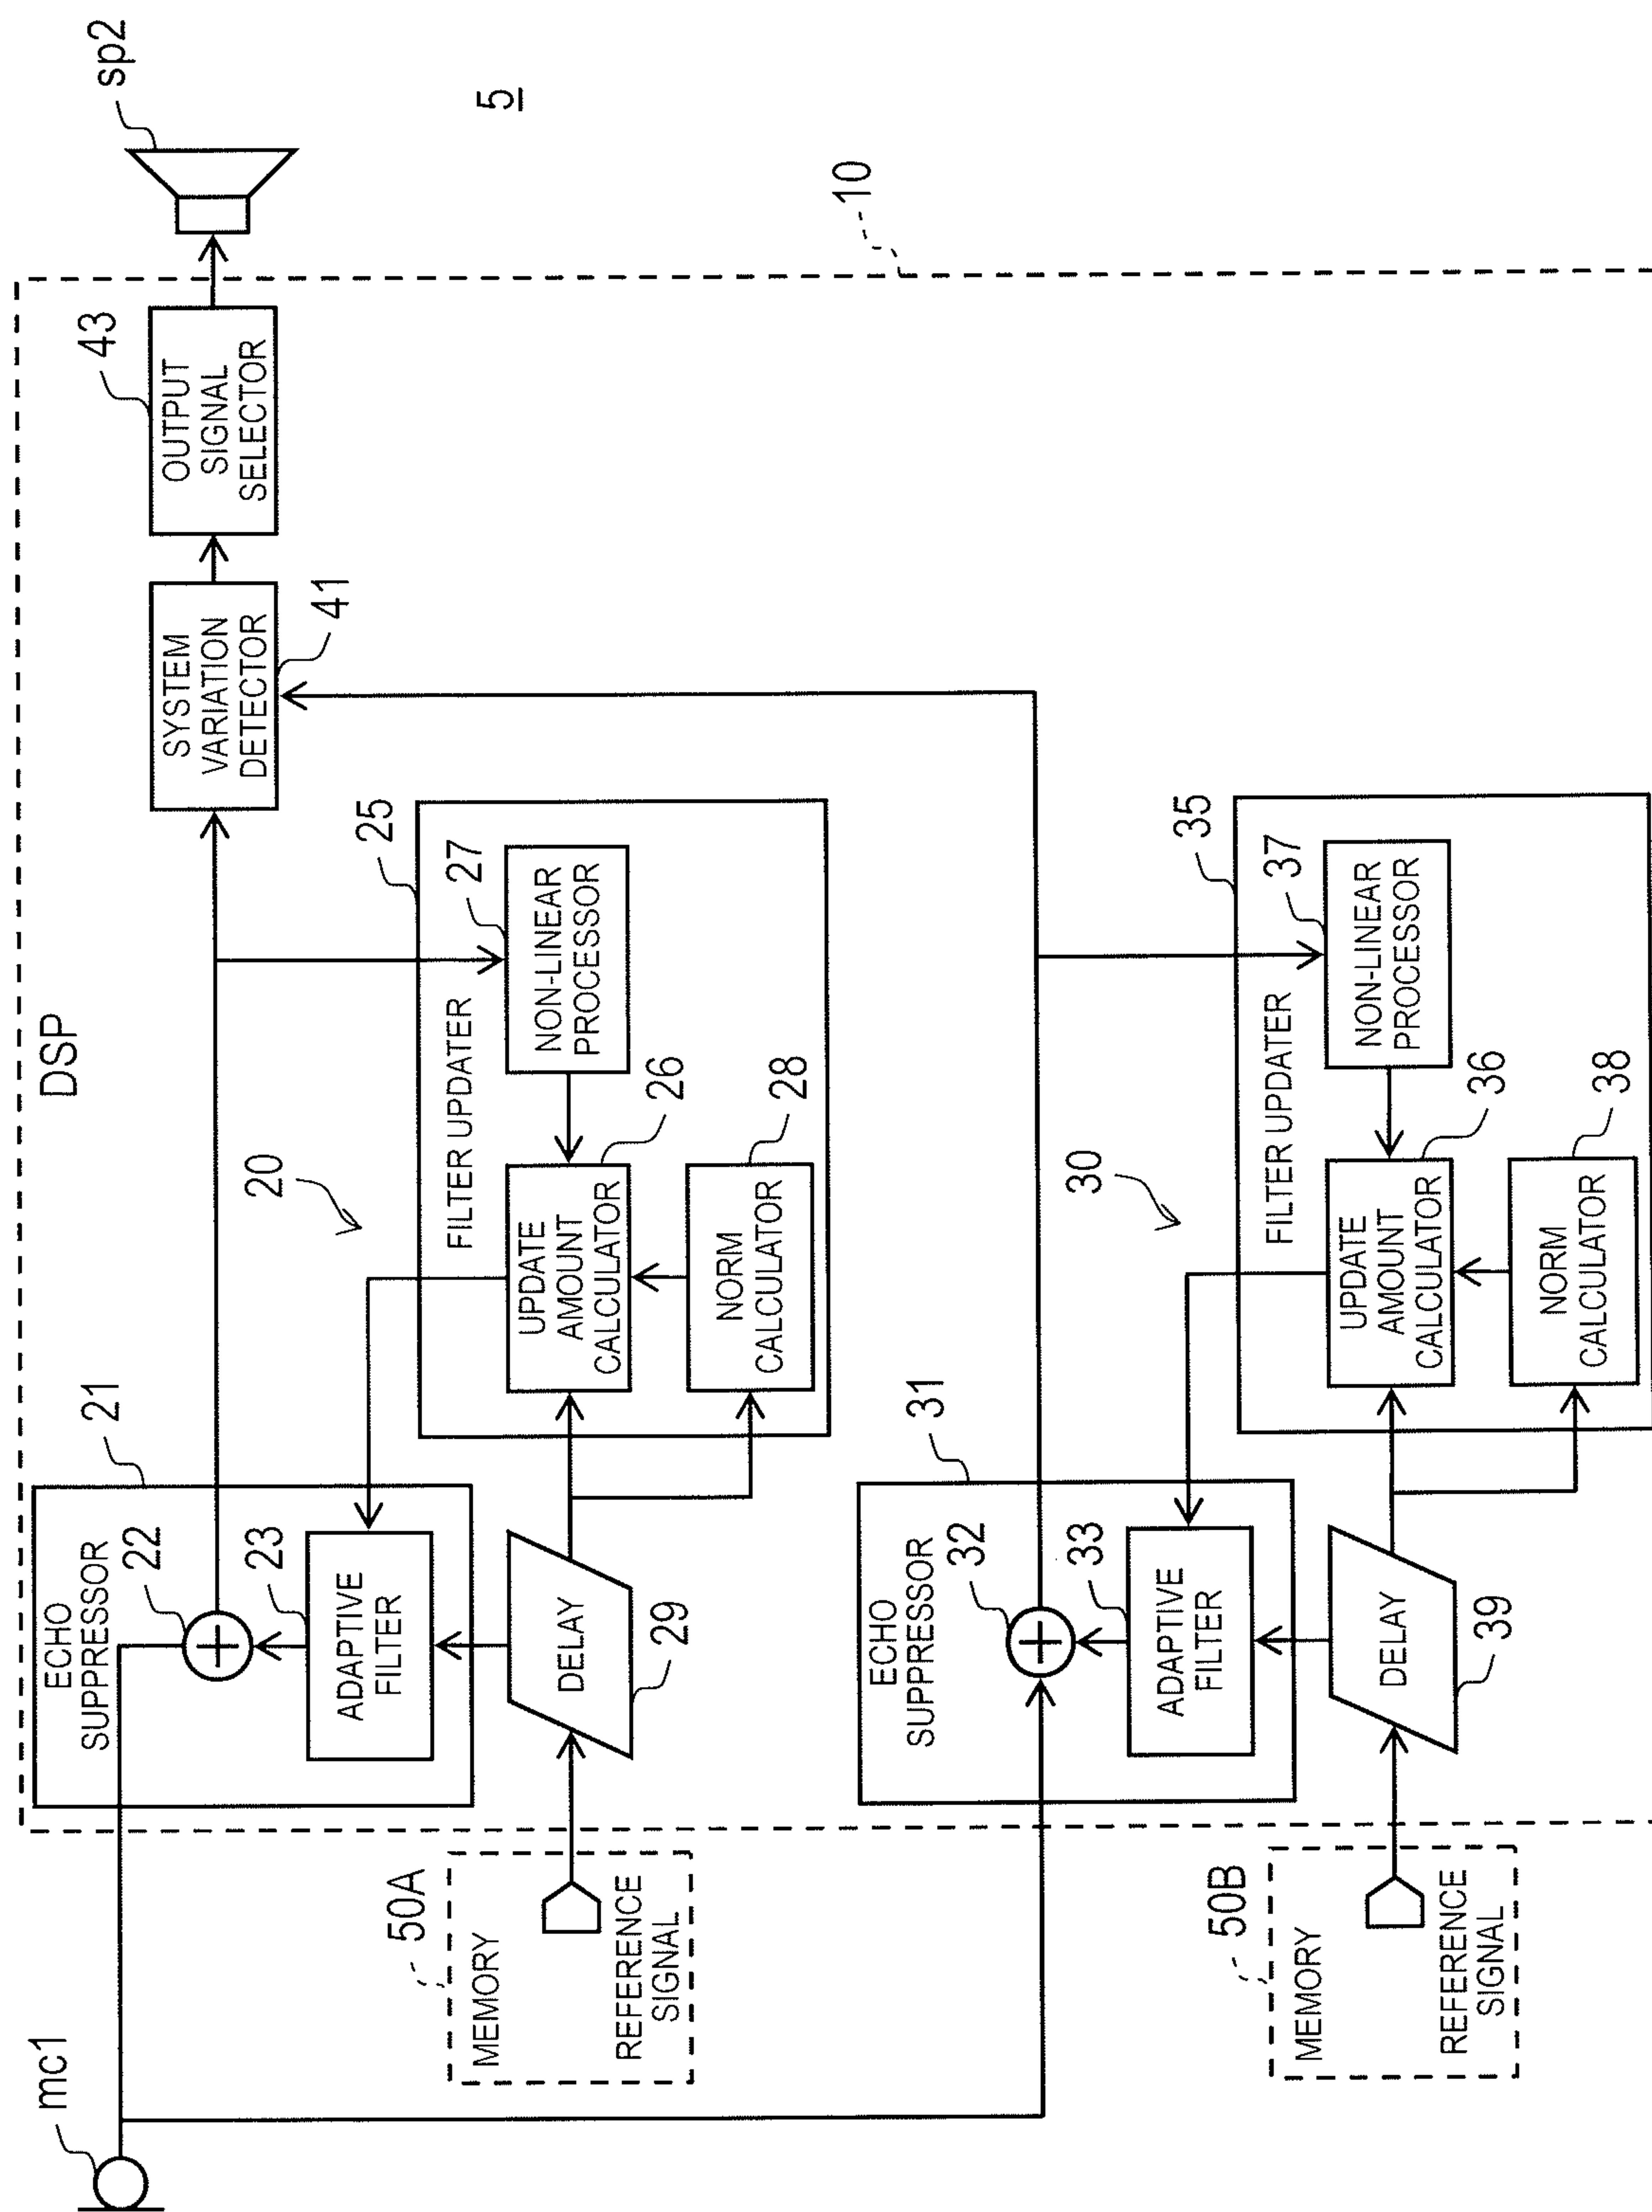 mc1
DSP
sp2
5
10
ECHO
SUPPRESSOR
21
22
23
ADAPTIVE
FILTER
SYSTEM
VARIATION
DETECTOR
41
OUTPUT
SIGNAL
SELECTOR
43
20
FILTER UPDATER
25
NON-LINEAR
PROCESSOR
27
UPDATE
AMOUNT
CALCULATOR
26
NORM
CALCULATOR
28
DELAY
29
50A
MEMORY
REFERENCE
SIGNAL
ECHO
SUPPRESSOR
31
32
33
ADAPTIVE
FILTER
30
FILTER UPDATER
35
NON-LINEAR
PROCESSOR
37
UPDATE
AMOUNT
CALCULATOR
36
NORM
CALCULATOR
38
DELAY
39
50B
MEMORY
REFERENCE
SIGNAL